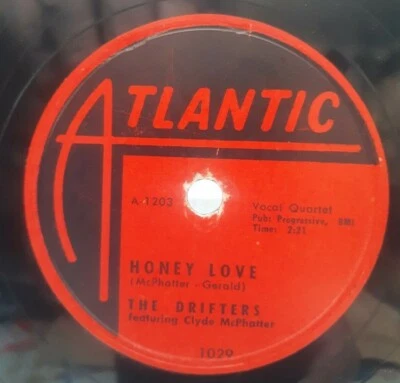 ATLANTIC
A-1203
Vocal Quartet
Pub: Progressive, BMI
Time: 2:21
HONEY LOVE
(McPhatter - Gerald)
THE DRIFTERS
featuring Clyde McPhatter
1029